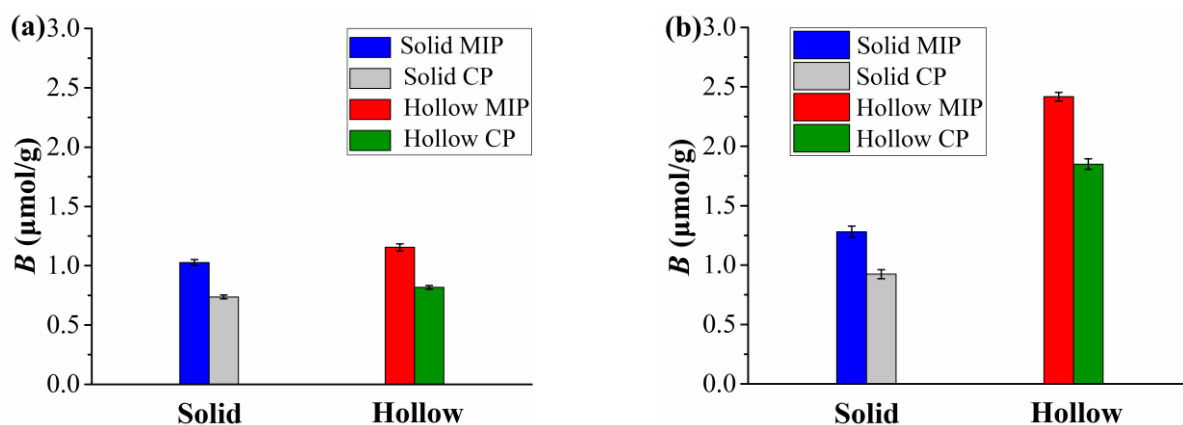 (a)
3.0
2.5
2.0
1.5
1.0
0.5
0.0
B (μmol/g)
Solid MIP
Solid CP
Hollow MIP
Hollow CP
Solid
Hollow
(b)
3.0
2.5
2.0
1.5
1.0
0.5
0.0
B (μmol/g)
Solid MIP
Solid CP
Hollow MIP
Hollow CP
Solid
Hollow